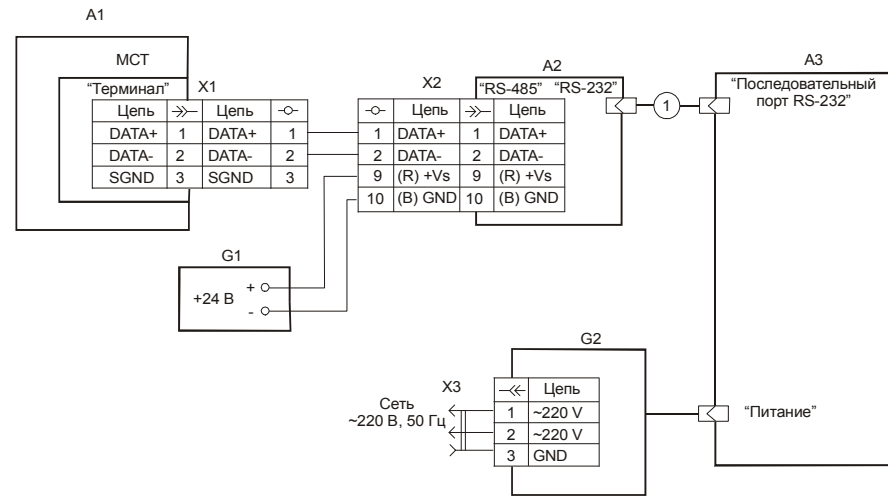 A1
МСТ
“Терминал” X1
Цепь Цепь
DATA+ 1 DATA+ 1
DATA- 2 DATA- 2
SGND 3 SGND 3
X2
A2
“RS-485” “RS-232”
Цепь Цепь
1 DATA+ 1 DATA+
2 DATA- 2 DATA-
9 (R) +Vs 9 (R) +Vs
10 (B) GND 10 (B) GND
1
A3
“Последовательный
порт RS-232”
G1
+24 В + -
G2
X3
Цепь
1 ~220 V
2 ~220 V
3 GND
Сеть
~220 В, 50 Гц
“Питание”